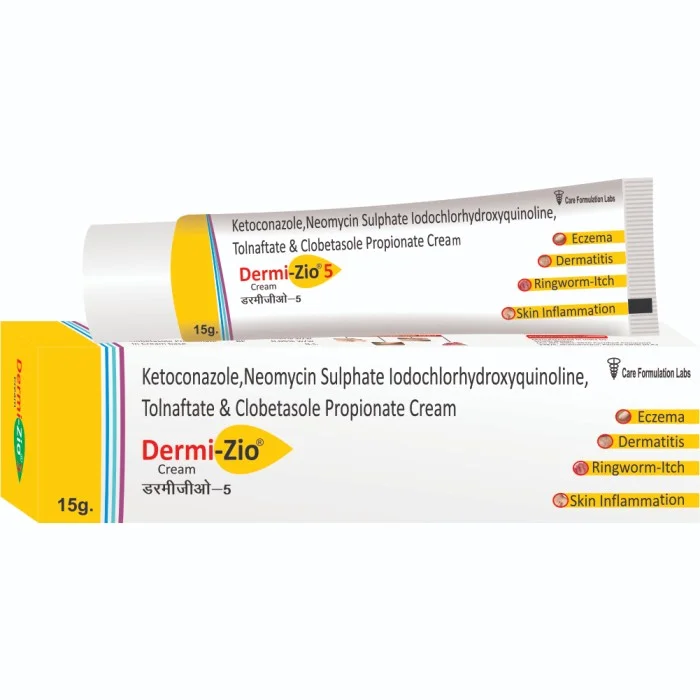 Care Formulation Labs
Ketoconazole,Neomycin Sulphate Iodochlorhydroxyquinoline,
Tolnaftate & Clobetasole Propionate Cream
Dermi-Zio® 5
Cream
डरमीजीओ-5
15g.
Eczema
Dermatitis
Ringworm-Itch
Skin Inflammation
Care Formulation Labs
Ketoconazole,Neomycin Sulphate Iodochlorhydroxyquinoline,
Tolnaftate & Clobetasole Propionate Cream
Dermi-Zio®
Cream
डरमीजीओ-5
Eczema
Dermatitis
Ringworm-Itch
Skin Inflammation
Dermi-Zio
15g.